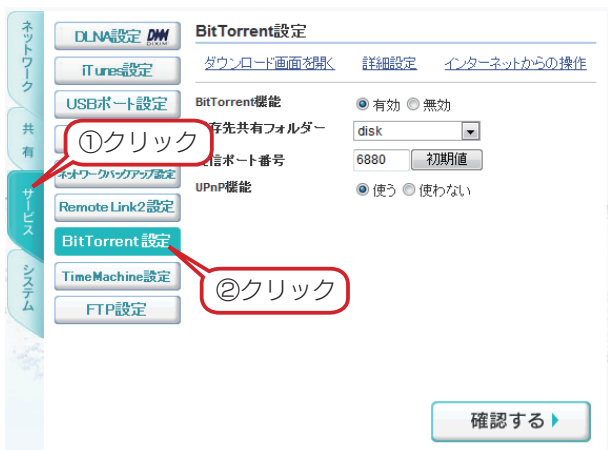 ネットワーク
共有
サービス
システム
DLNA設定
iTunes設定
USBポート設定
ネットワークバックアップ設定
Remote Link2設定
BitTorrent設定
TimeMachine設定
FTP設定
①クリック
②クリック
BitTorrent設定
ダウンロード画面を開く 詳細設定 インターネットからの操作
BitTorrent機能 有効 無効
存先共有フォルダー disk
信ポート番号 6880 初期値
UPnP機能 使う 使わない
確認する